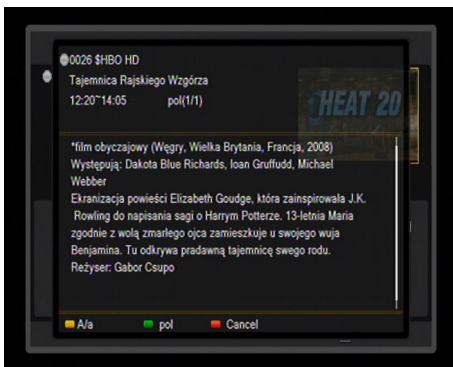 0026 $HBO HD
Tajemnica Rajskiego Wzgórza
12:20~14:05 pol(1/1)
HEAT 20
*film obyczajowy (Węgry, Wielka Brytania, Francja, 2008)
Występują: Dakota Blue Richards, Ioan Gruffudd, Michael
Webber
Ekranizacja powieści Elizabeth Goudge, która zainspirowała J.K.
Rowling do napisania sagi o Harrym Potterze. 13-letnia Maria
zgodnie z wolą zmarłego ojca zamieszkuje u swojego wuja
Benjamina. Tu odkrywa pradawną tajemnicę swego rodu.
Reżyser: Gabor Csupo
A/a pol Cancel